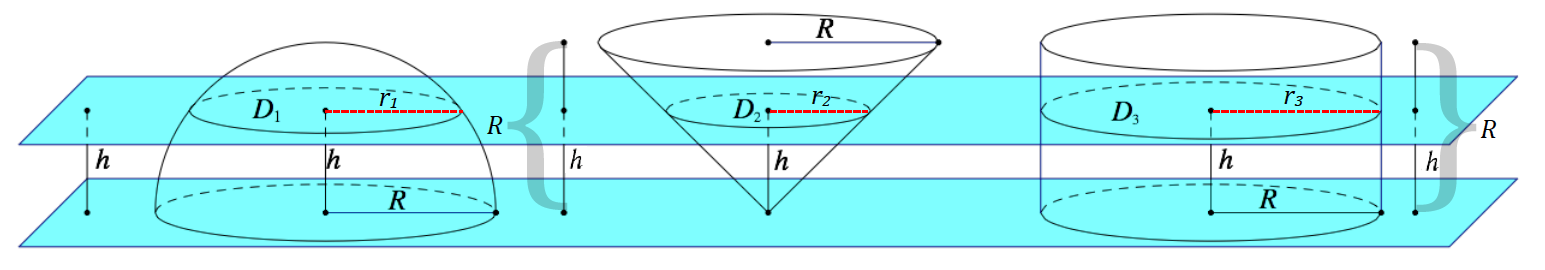 R
R
D₁ r₁ D₂ r₂ D₃ r₃
R R
h h h h h h
R R